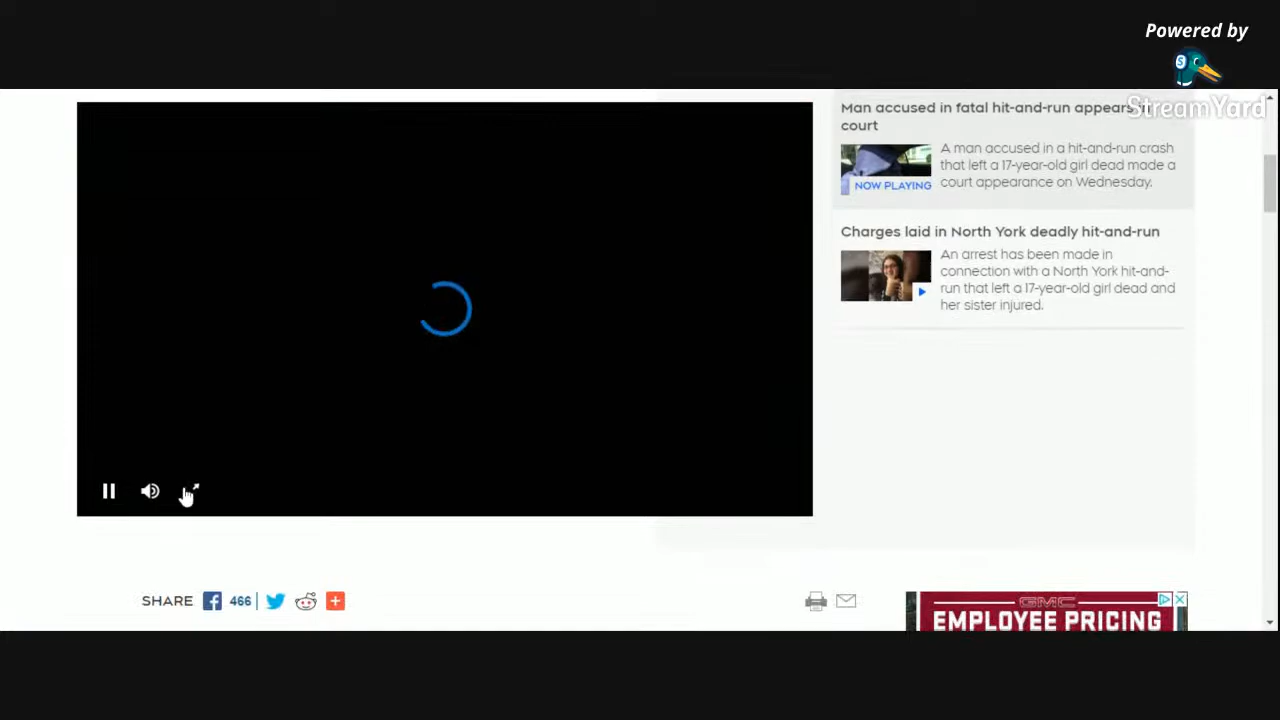 Powered by
StreamYard
Man accused in fatal hit-and-run appears in
court
A man accused in a hit-and-run crash
that left a 17-year-old girl dead made a
court appearance on Wednesday.
NOW PLAYING
Charges laid in North York deadly hit-and-run
An arrest has been made in
connection with a North York hit-and-
run that left a 17-year-old girl dead and
her sister injured.
SHARE 466
GMC
EMPLOYEE PRICING